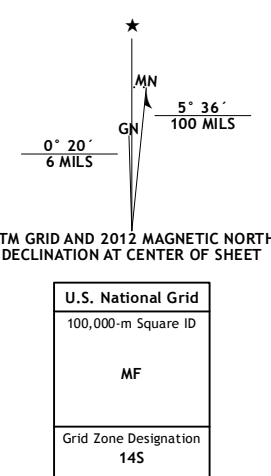 ★
MN
GN
5° 36´
100 MILS
0° 20´
6 MILS
TM GRID AND 2012 MAGNETIC NORTH
DECLINATION AT CENTER OF SHEET
U.S. National Grid
100,000-m Square ID
MF
Grid Zone Designation
14S